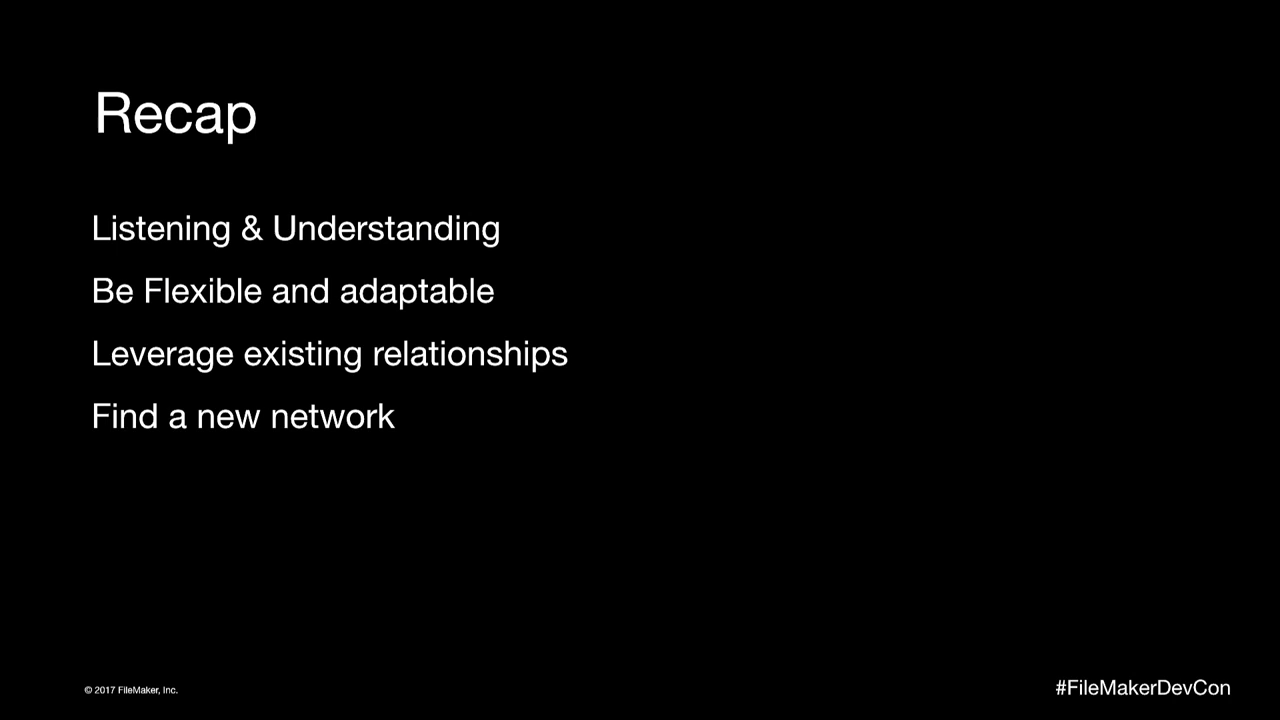 Recap
Listening & Understanding
Be Flexible and adaptable
Leverage existing relationships
Find a new network
© 2017 FileMaker, Inc.
#FileMakerDevCon